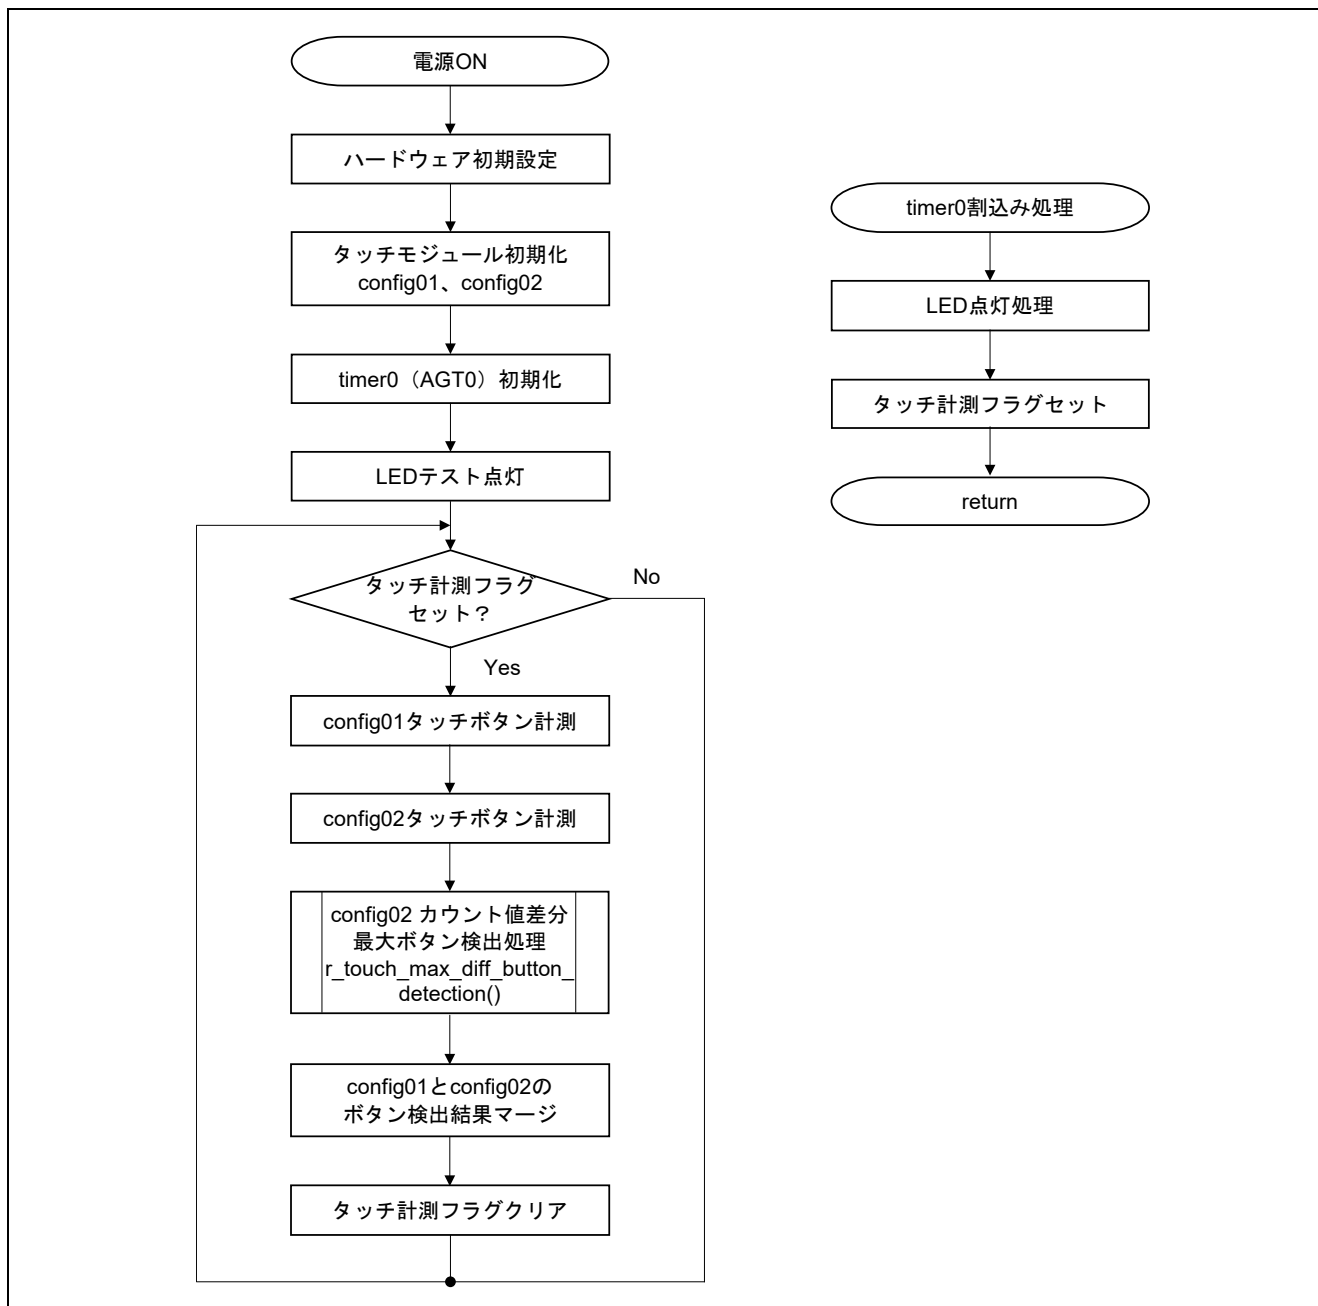 電源ON
ハードウェア初期設定
タッチモジュール初期化
config01、config02
timer0（AGT0）初期化
LEDテスト点灯
タッチ計測フラグ
セット？
No
Yes
config01タッチボタン計測
config02タッチボタン計測
config02 カウント値差分
最大ボタン検出処理
r_touch_max_diff_button_
detection()
config01とconfig02の
ボタン検出結果マージ
タッチ計測フラグクリア
timer0割込み処理
LED点灯処理
タッチ計測フラグセット
return